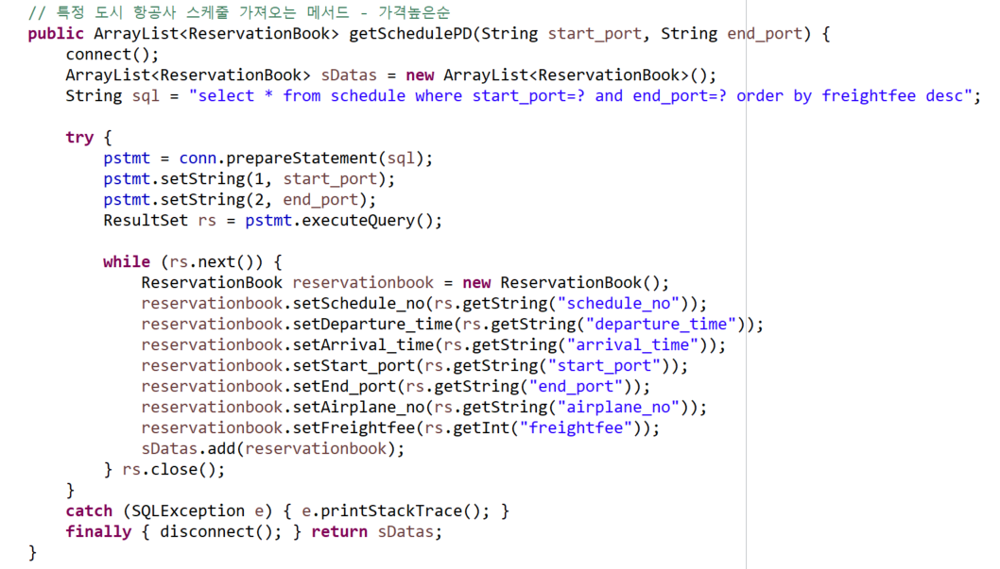 // 특정 도시 항공사 스케줄 가져오는 메서드 - 가격높은순
public ArrayList<ReservationBook> getSchedulePD(String start_port, String end_port) {
    connect();
    ArrayList<ReservationBook> sDatas = new ArrayList<ReservationBook>();
    String sql = "select * from schedule where start_port=? and end_port=? order by freightfee desc";
    try {
        pstmt = conn.prepareStatement(sql);
        pstmt.setString(1, start_port);
        pstmt.setString(2, end_port);
        ResultSet rs = pstmt.executeQuery();
        while (rs.next()) {
            ReservationBook reservationbook = new ReservationBook();
            reservationbook.setSchedule_no(rs.getString("schedule_no"));
            reservationbook.setDeparture_time(rs.getString("departure_time"));
            reservationbook.setArrival_time(rs.getString("arrival_time"));
            reservationbook.setStart_port(rs.getString("start_port"));
            reservationbook.setEnd_port(rs.getString("end_port"));
            reservationbook.setAirplane_no(rs.getString("airplane_no"));
            reservationbook.setFreightfee(rs.getInt("freightfee"));
            sDatas.add(reservationbook);
        } rs.close();
    }
    catch (SQLException e) { e.printStackTrace(); }
    finally { disconnect(); } return sDatas;
}